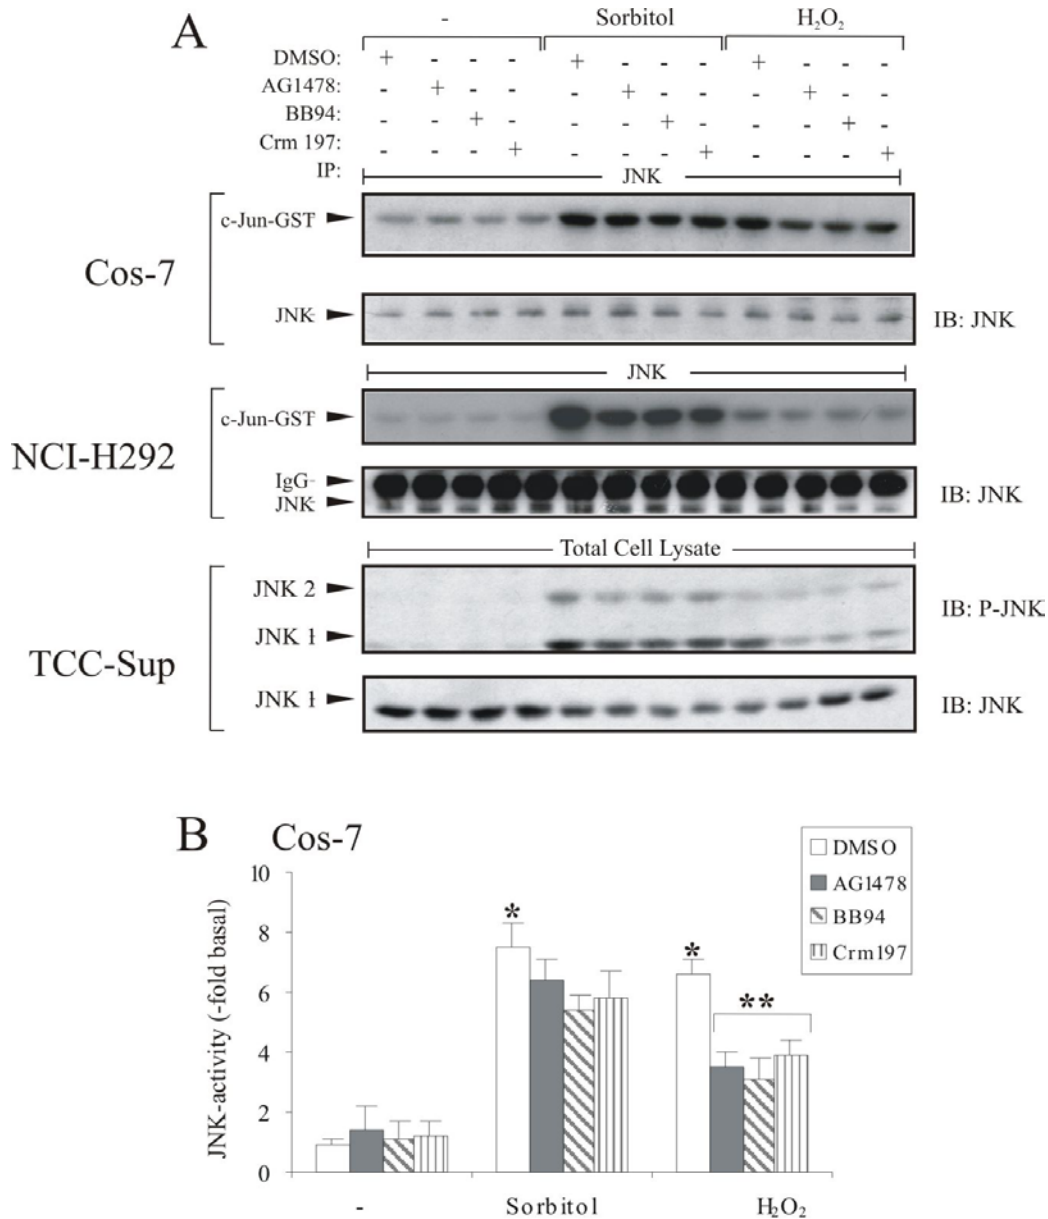 A
- Sorbitol H₂O₂
DMSO: + - - - + - - - + - - -
AG1478: - + - - - + - - - + - -
BB94: - - + - - - + - - - + -
Crm 197: - - - + - - - + - - - +
IP: JNK
Cos-7
c-Jun-GST
JNK
IB: JNK
JNK
NCI-H292
c-Jun-GST
IgG
JNK
IB: JNK
Total Cell Lysate
TCC-Sup
JNK 2
JNK 1
IB: P-JNK
JNK 1
IB: JNK
B Cos-7
DMSO
AG1478
BB94
Crm197
JNK-activity (-fold basal)
10
8
6
4
2
0
*
*
**
- Sorbitol H₂O₂